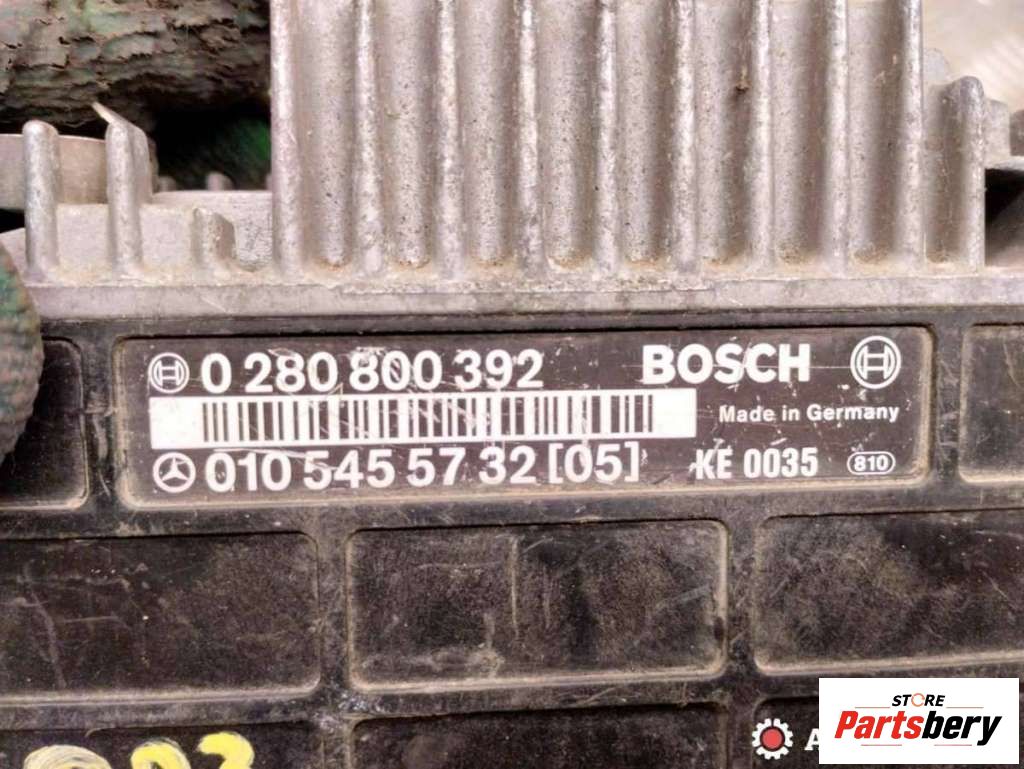 0 280 800 392 BOSCH
Made in Germany
010 545 57 32 [05] KE 0035 810
STORE
Partsbery